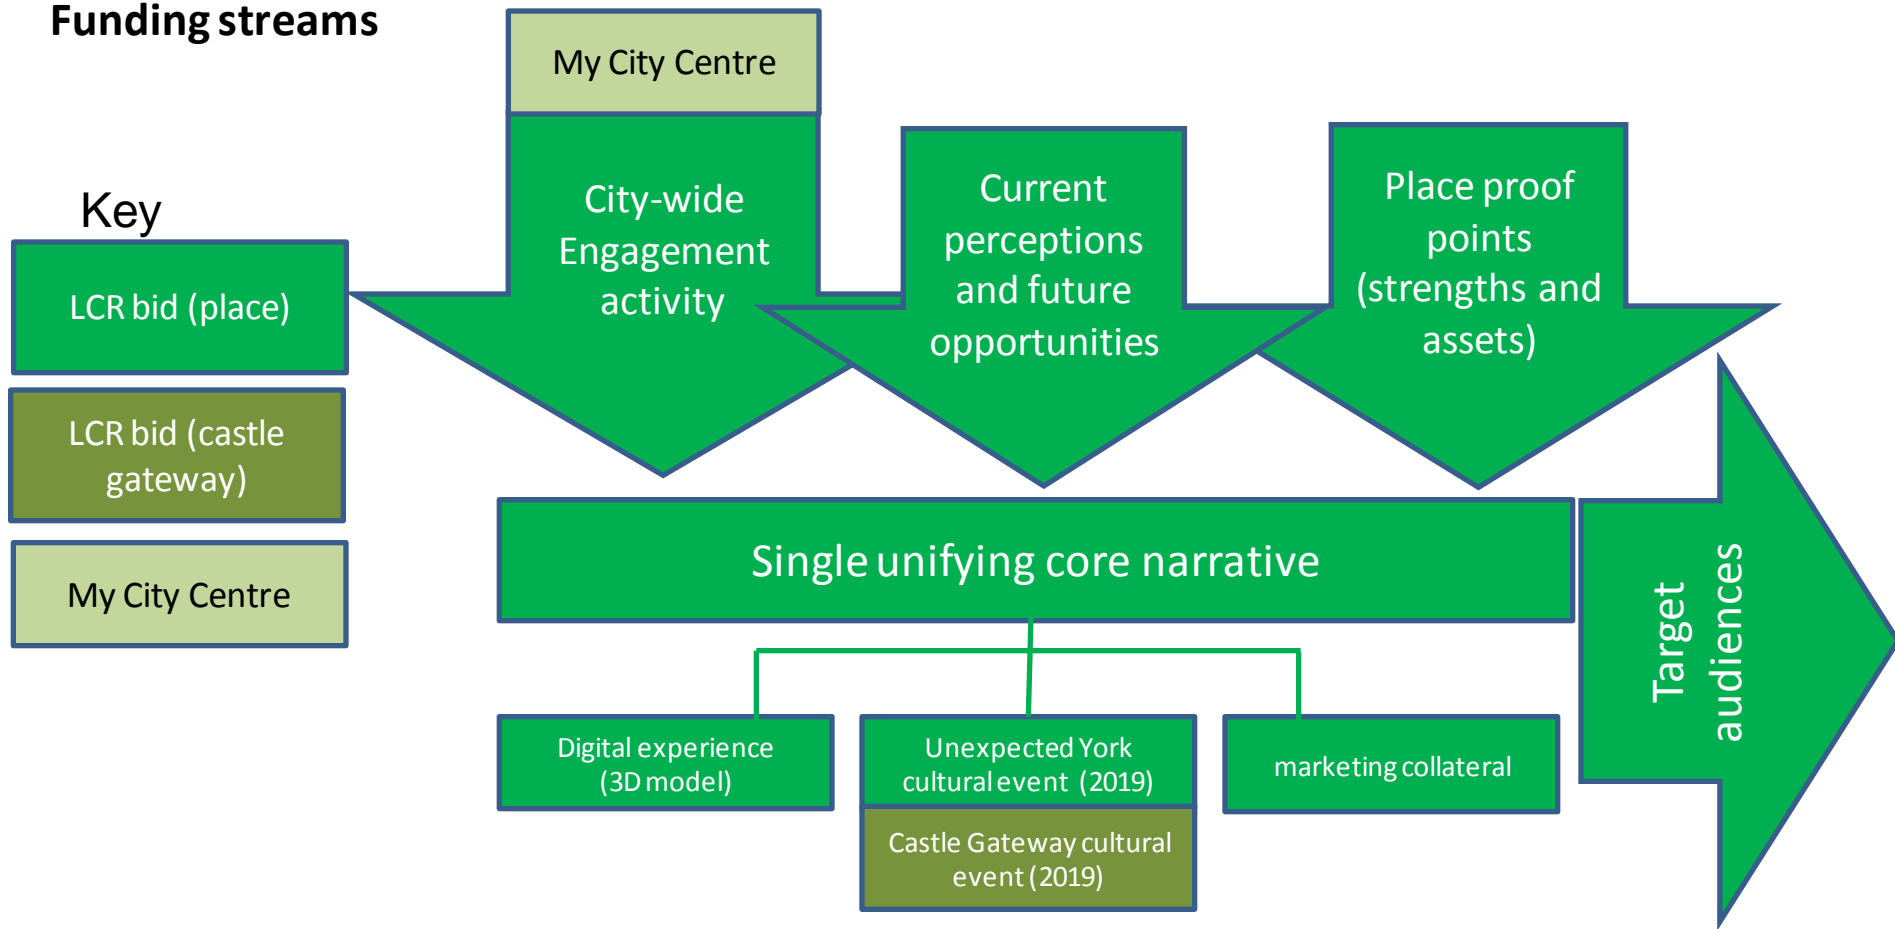 Funding streams
My City Centre
Key
LCR bid (place)
LCR bid (castle
gateway)
My City Centre
City-wide
Engagement
activity
Current
perceptions
and future
opportunities
Place proof
points
(strengths and
assets)
Single unifying core narrative
Target
audiences
Digital experience
(3D model)
Unexpected York
cultural event (2019)
Castle Gateway cultural
event (2019)
marketing collateral